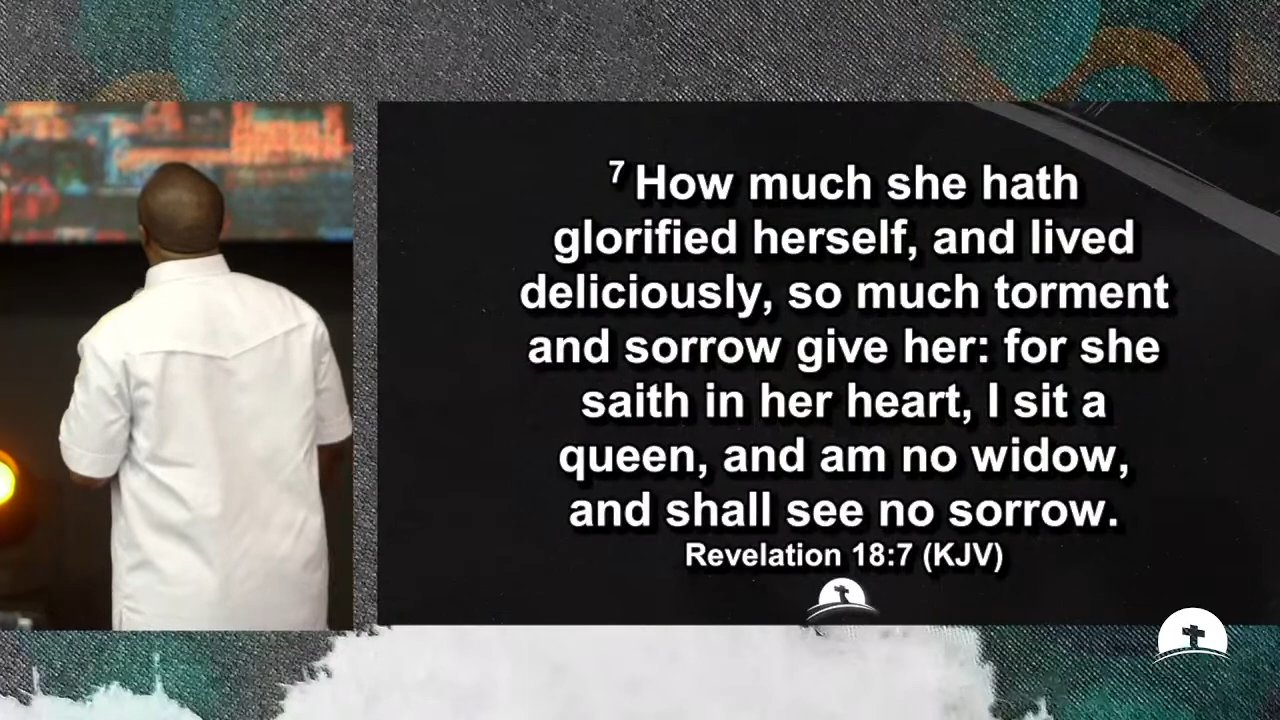 7 How much she hath
glorified herself, and lived
deliciously, so much torment
and sorrow give her: for she
saith in her heart, I sit a
queen, and am no widow,
and shall see no sorrow.
Revelation 18:7 (KJV)